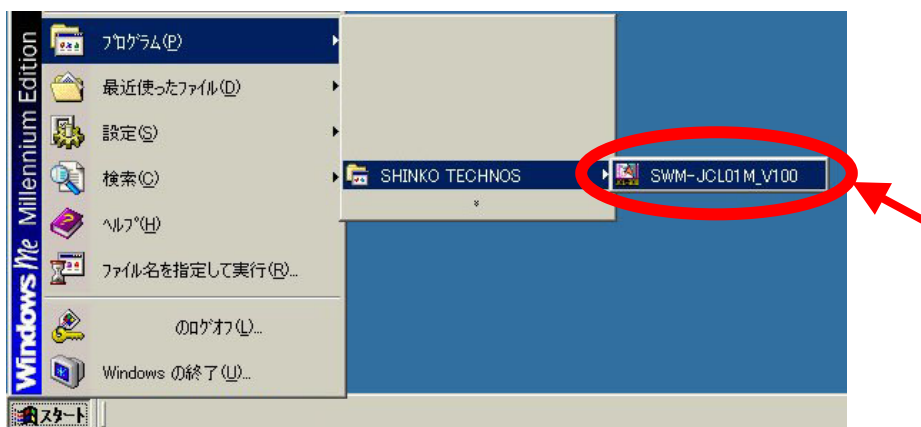 Windows Me Millennium Edition
ﾌﾟﾛｸﾞﾗﾑ(P)
最近使ったﾌｧｲﾙ(D)
設定(S)
検索(C)
ﾍﾙﾌﾟ(H)
ﾌｧｲﾙ名を指定して実行(R)...
のﾛｸﾞｵﾌ(L)...
Windows の終了(U)...
SHINKO TECHNOS
SWM-JCL01M_V100
スタート